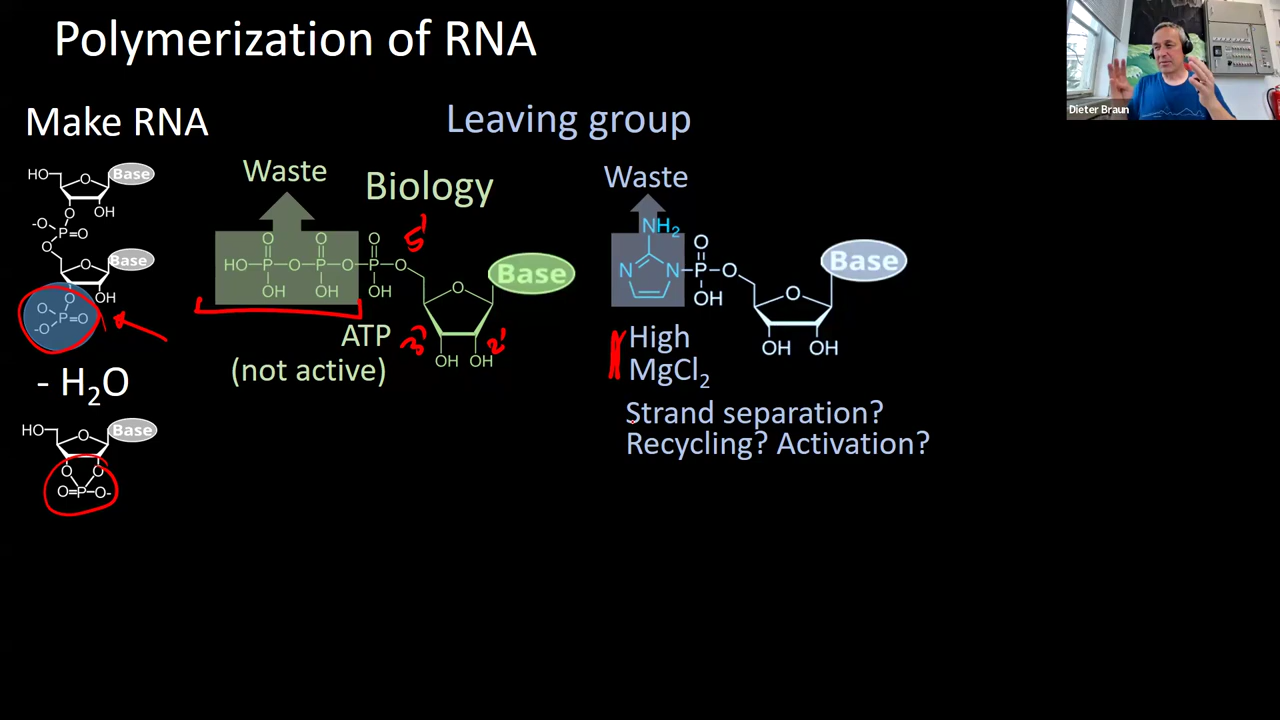 Polymerization of RNA
Dieter Braun
Make RNA
Leaving group
Waste
Biology
Waste
HO
O
Base
O
OH
-O
P
=O
O
O
Base
O
OH
O
-O
P
=O
5'
O
O
O
HO
P
O
P
O
P
O
OH
OH
OH
O
Base
3'
2'
OH
OH
NH2
N
N
O
P
O
OH
O
Base
OH
OH
ATP
(not active)
High
MgCl2
Strand separation?
Recycling? Activation?
- H2O
HO
O
Base
O
O
O=P-O-